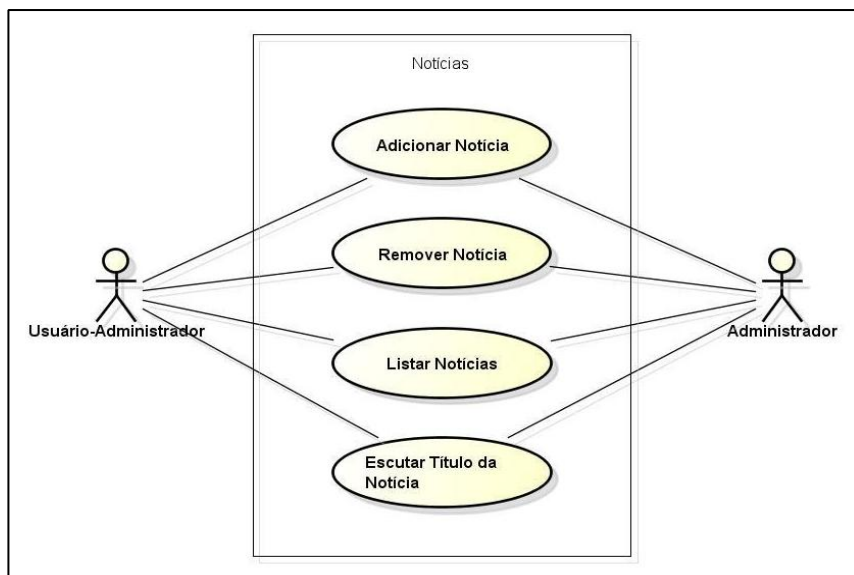 Notícias
Adicionar Notícia
Remover Notícia
Usuário-Administrador
Administrador
Listar Notícias
Escutar Título da
Notícia